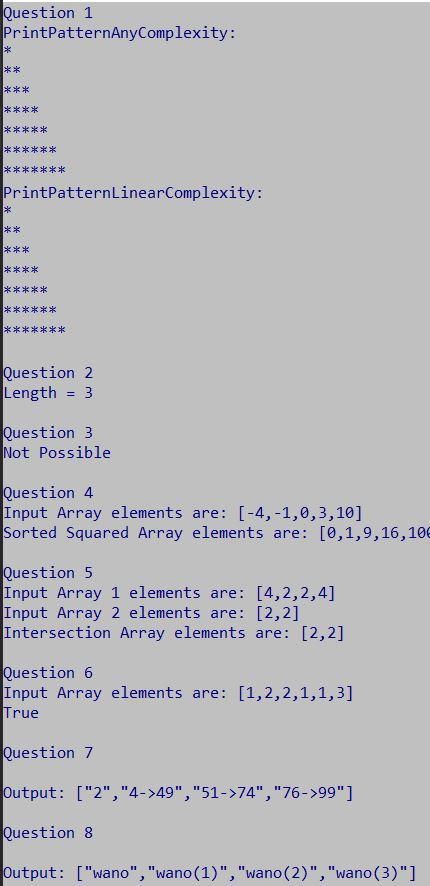 Question 1
PrintPatternAnyComplexity:
*
**
***
****
*****
******
*******
PrintPatternLinearComplexity:
*
**
***
****
*****
******
*******
Question 2
Length = 3
Question 3
Not Possible
Question 4
Input Array elements are: [-4,-1,0,3,10]
Sorted Squared Array elements are: [0,1,9,16,100
Question 5
Input Array 1 elements are: [4,2,2,4]
Input Array 2 elements are: [2,2]
Intersection Array elements are: [2,2]
Question 6
Input Array elements are: [1,2,2,1,1,3]
True
Question 7
Output: ["2","4->49","51->74","76->99"]
Question 8
Output: ["wano","wano(1)","wano(2)","wano(3)"]